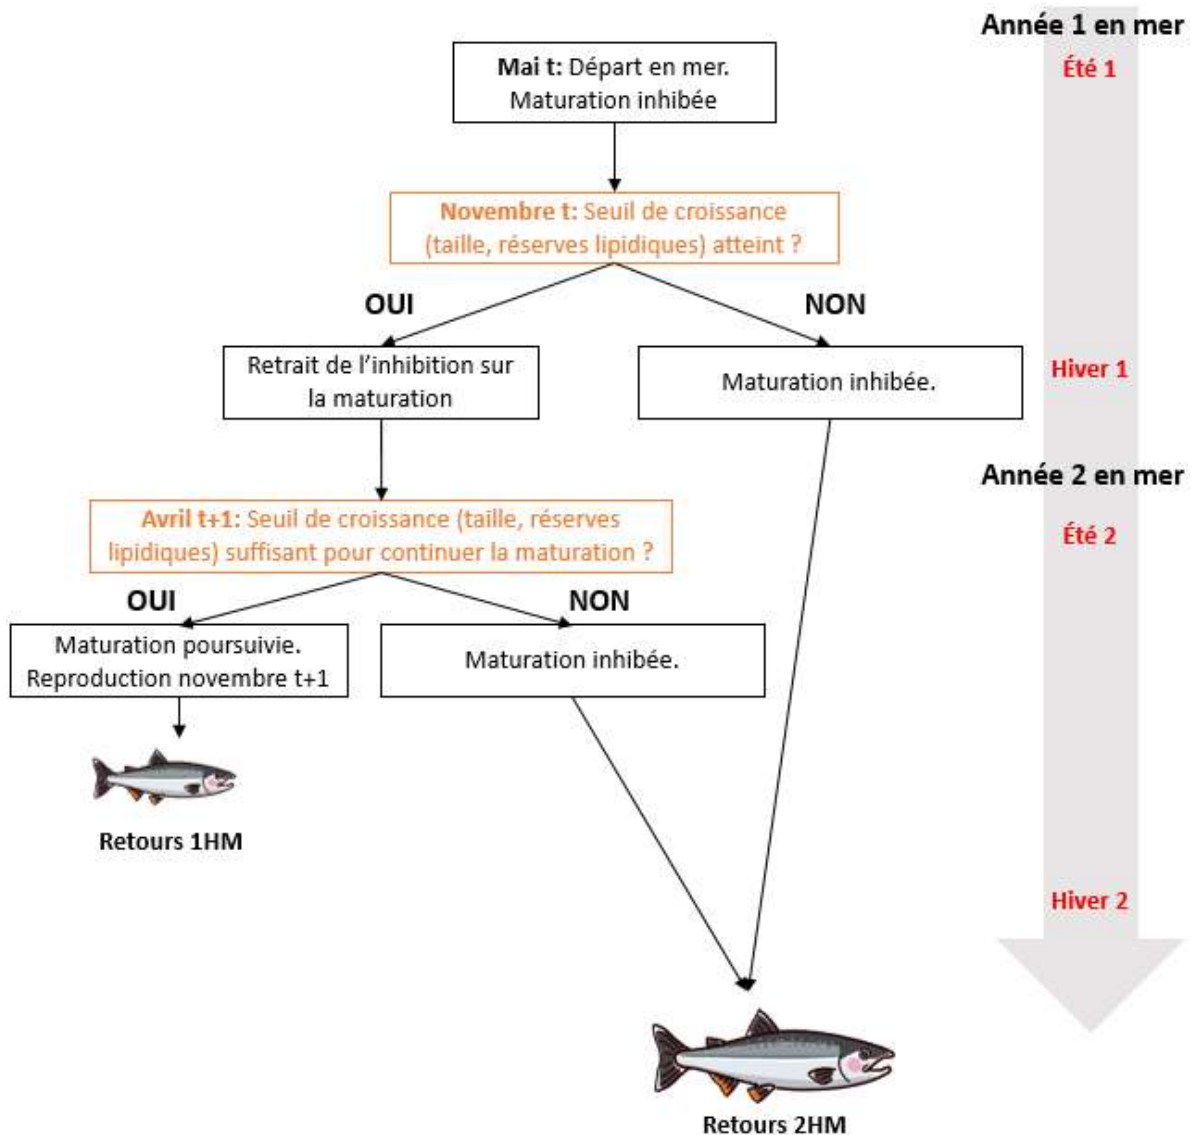 Année 1 en mer
Été 1
Mai t: Départ en mer.
Maturation inhibée
Novembre t: Seuil de croissance
(taille, réserves lipidiques) atteint ?
OUI
NON
Retrait de l'inhibition sur
la maturation
Maturation inhibée.
Hiver 1
Année 2 en mer
Avril t+1: Seuil de croissance (taille, réserves
lipidiques) suffisant pour continuer la maturation ?
Été 2
OUI
NON
Maturation poursuivie.
Reproduction novembre t+1
Maturation inhibée.
Retours 1HM
Hiver 2
Retours 2HM